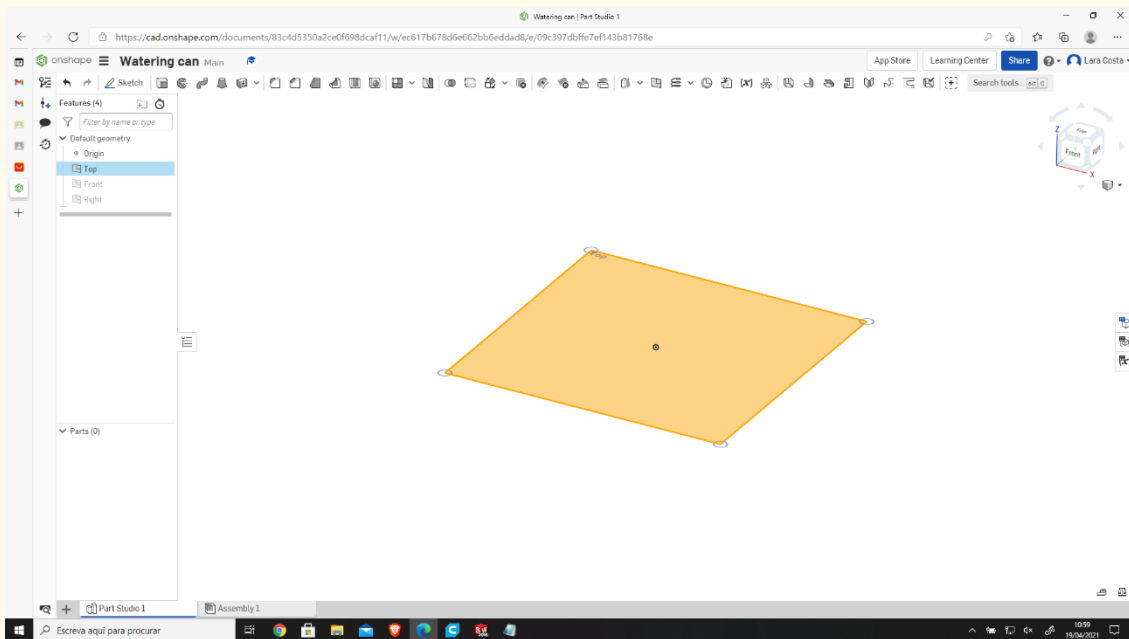 Watering can | Part Studio 1
https://cad.onshape.com/documents/83c4d5350a2ce0f698dcaf11/w/ec617b678d6e662bb6eddad8/e/09c397dbffe7ef143b81768e
onshape Watering can Main App Store Learning Center Share Lara Costa
Sketch Search tools... alt C
Features (4)
Filter by name or type
Default geometry
Origin
Top
Front
Right
Z
Front
X
Top
Parts (0)
Part Studio 1 Assembly 1
Escreva aqui para procurar
10:59
19/04/2021